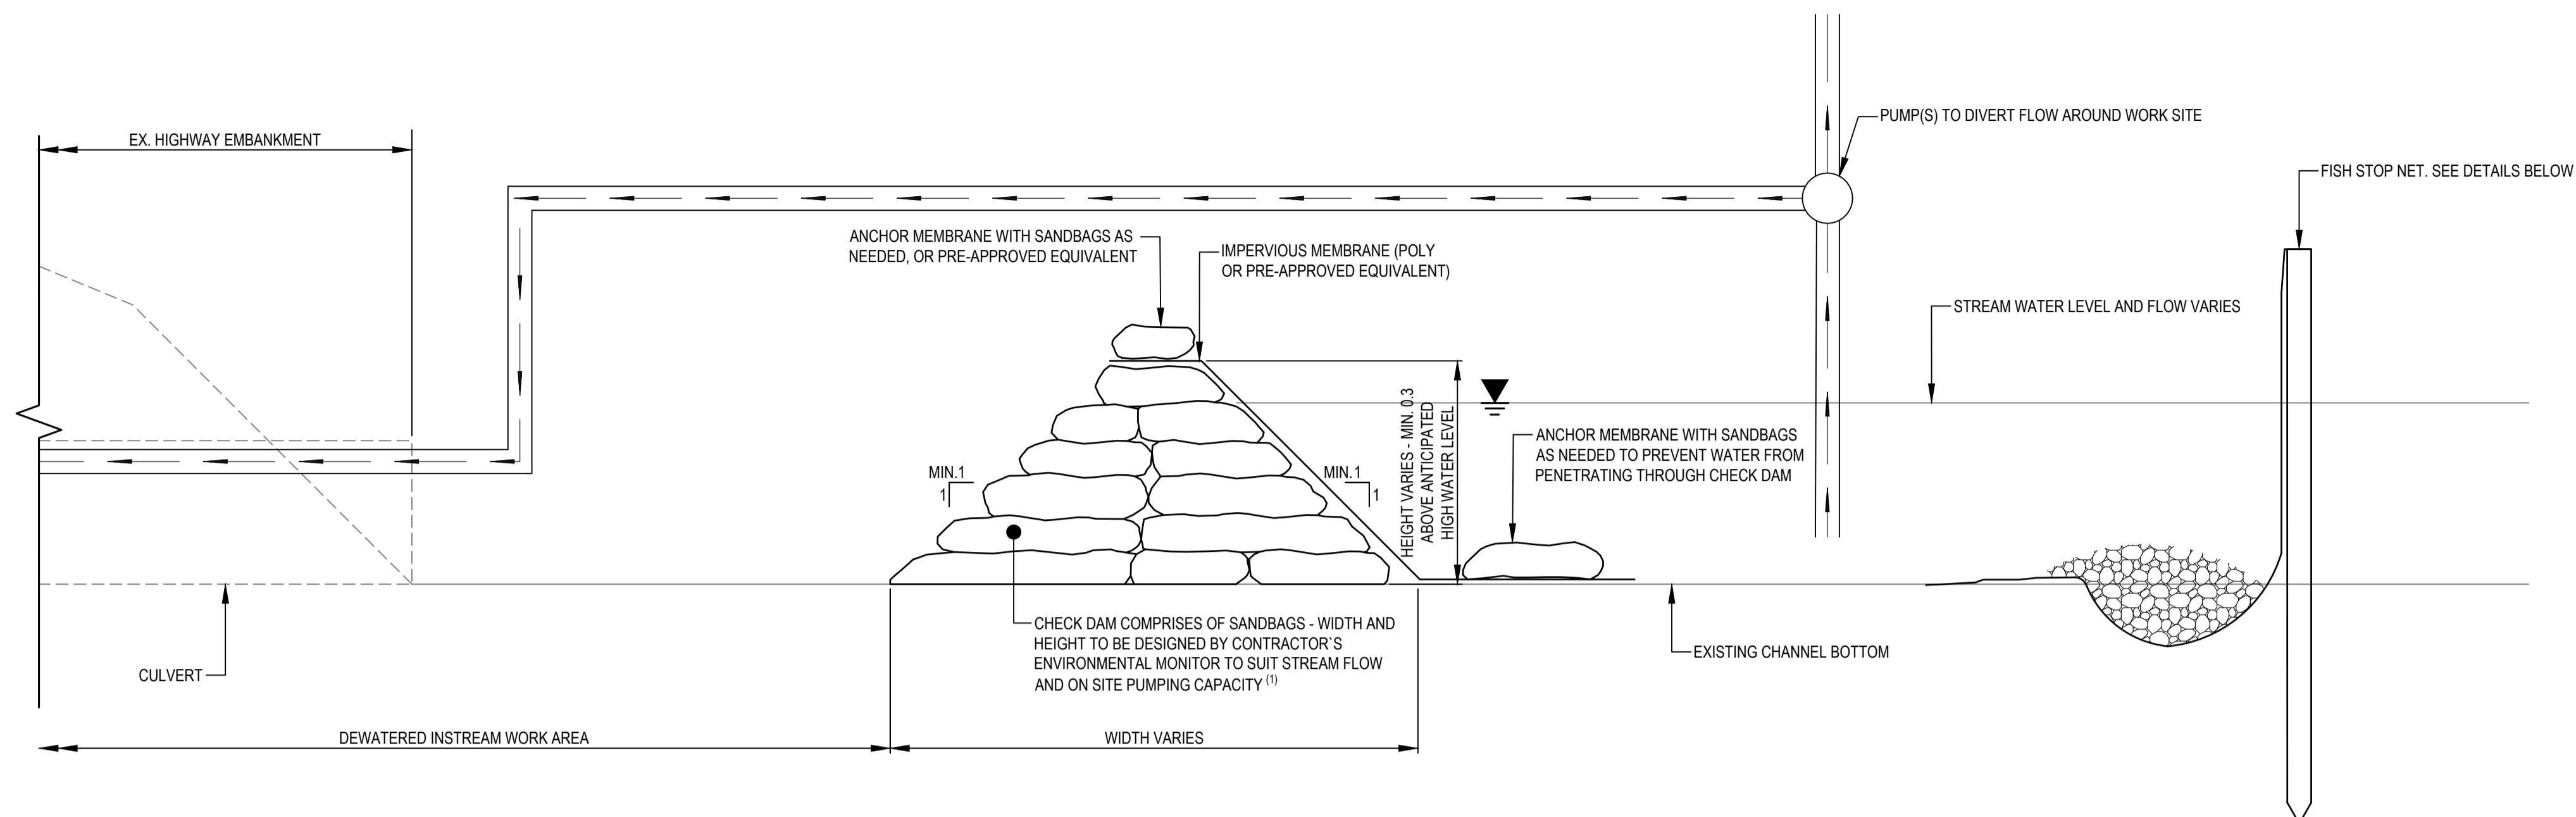 PUMP(S) TO DIVERT FLOW AROUND WORK SITE
EX. HIGHWAY EMBANKMENT
FISH STOP NET. SEE DETAILS BELOW
ANCHOR MEMBRANE WITH SANDBAGS AS
NEEDED, OR PRE-APPROVED EQUIVALENT
IMPERVIOUS MEMBRANE (POLY
OR PRE-APPROVED EQUIVALENT)
STREAM WATER LEVEL AND FLOW VARIES
HEIGHT VARIES - MIN. 0.3
ABOVE ANTICIPATED
HIGH WATER LEVEL
ANCHOR MEMBRANE WITH SANDBAGS
AS NEEDED TO PREVENT WATER FROM
PENETRATING THROUGH CHECK DAM
MIN.1
1
MIN.1
1
CHECK DAM COMPRISES OF SANDBAGS - WIDTH AND
HEIGHT TO BE DESIGNED BY CONTRACTOR`S
ENVIRONMENTAL MONITOR TO SUIT STREAM FLOW
AND ON SITE PUMPING CAPACITY (1)
EXISTING CHANNEL BOTTOM
CULVERT
DEWATERED INSTREAM WORK AREA
WIDTH VARIES